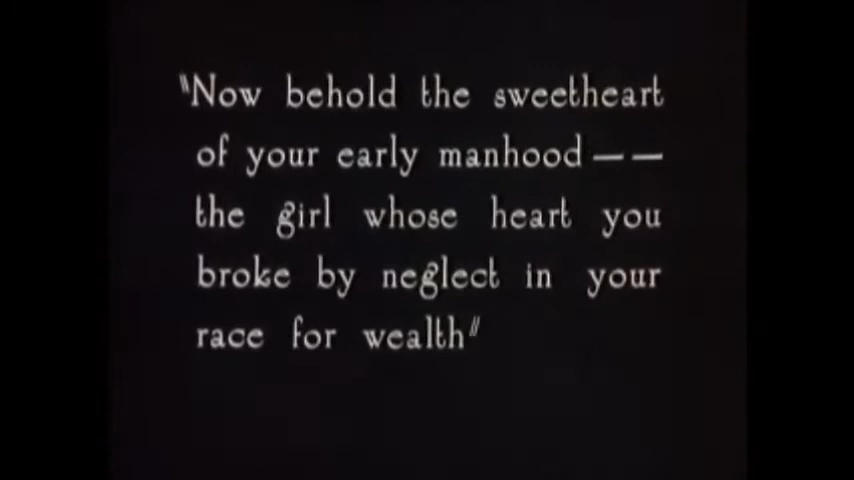 "Now behold the sweetheart
of your early manhood — —
the girl whose heart you
broke by neglect in your
race for wealth"